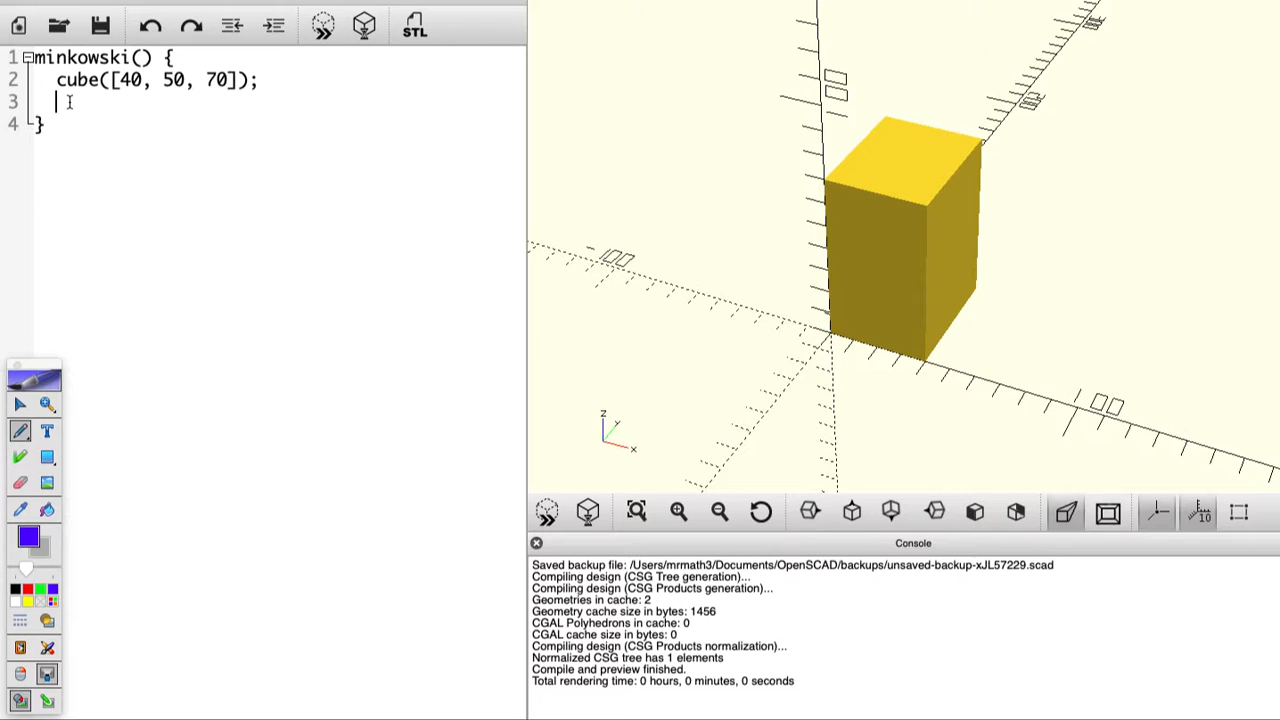 STL
1 minkowski() {
2 cube([40, 50, 70]);
3
4 }
100
100
100
Z
Y
X
10
Console
Saved backup file: /Users/mrmath3/Documents/OpenSCAD/backups/unsaved-backup-xJL57229.scad
Compiling design (CSG Tree generation)...
Compiling design (CSG Products generation)...
Geometries in cache: 2
Geometry cache size in bytes: 1456
CGAL Polyhedrons in cache: 0
CGAL cache size in bytes: 0
Compiling design (CSG Products normalization)...
Normalized CSG tree has 1 elements
Compile and preview finished.
Total rendering time: 0 hours, 0 minutes, 0 seconds